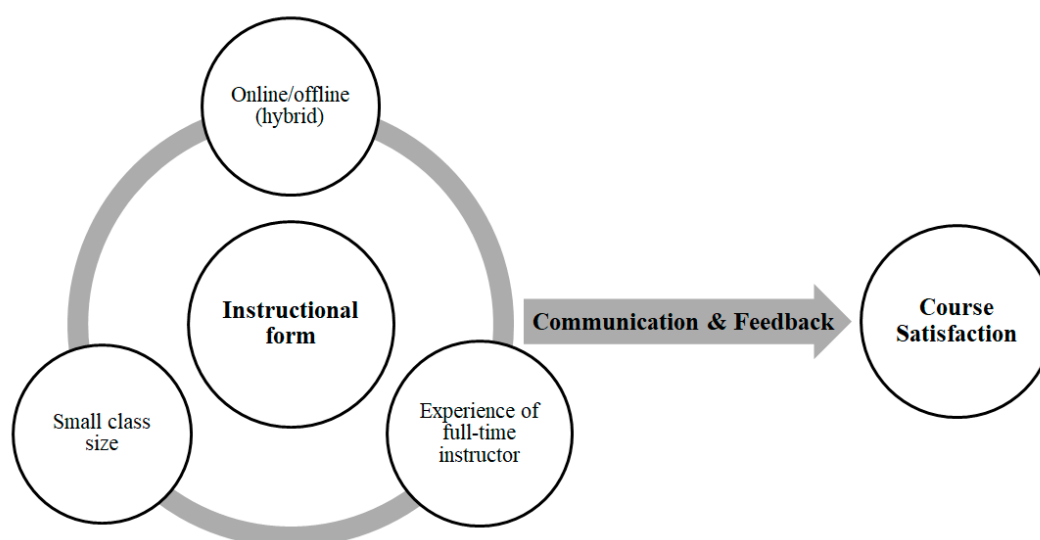 Online/offline
(hybrid)
Instructional
form
Communication & Feedback
Course
Satisfaction
Small class
size
Experience of
full-time
instructor